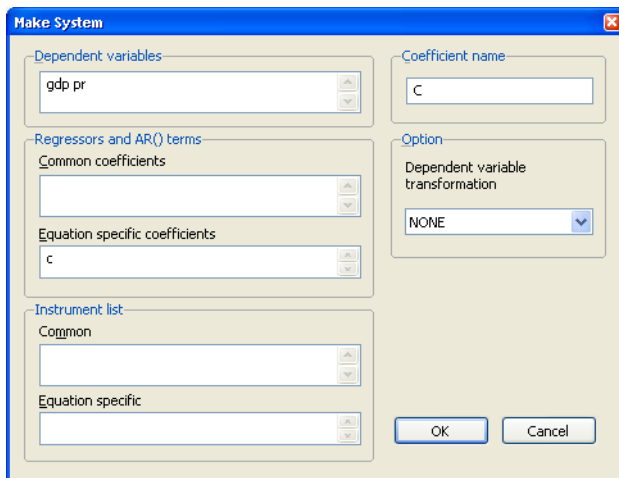 Make System
Dependent variables
gdp pr
Regressors and AR() terms
Common coefficients
Equation specific coefficients
c
Instrument list
Common
Equation specific
Coefficient name
C
Option
Dependent variable
transformation
NONE
OK
Cancel